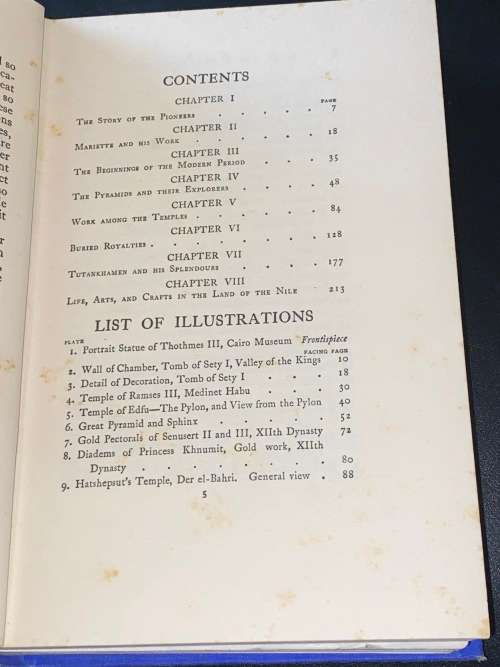 CONTENTS
CHAPTER I
PAGE
The Story of the Pioneers . . . . . 7
CHAPTER II
Mariette and his Work . . . . . 18
CHAPTER III
The Beginnings of the Modern Period . . . . 35
CHAPTER IV
The Pyramids and their Explorers . . . . 48
CHAPTER V
Work among the Temples . . . . . 84
CHAPTER VI
Buried Royalties . . . . . . 128
CHAPTER VII
Tutankhamen and his Splendours . . . . 177
CHAPTER VIII
Life, Arts, and Crafts in the Land of the Nile 213
LIST OF ILLUSTRATIONS
PLATE
1. Portrait Statue of Thothmes III, Cairo Museum Frontispiece
FACING PAGE
2. Wall of Chamber, Tomb of Sety I, Valley of the Kings 10
3. Detail of Decoration, Tomb of Sety I . . . 18
4. Temple of Ramses III, Medinet Habu . . . 30
5. Temple of Edfu—The Pylon, and View from the Pylon 40
6. Great Pyramid and Sphinx . . . . . 52
7. Gold Pectorals of Senusert II and III, XIIth Dynasty 72
8. Diadems of Princess Khnumit, Gold work, XIIth
Dynasty . . . . . . . 80
9. Hatshepsut's Temple, Der el-Bahri. General view . 88
5